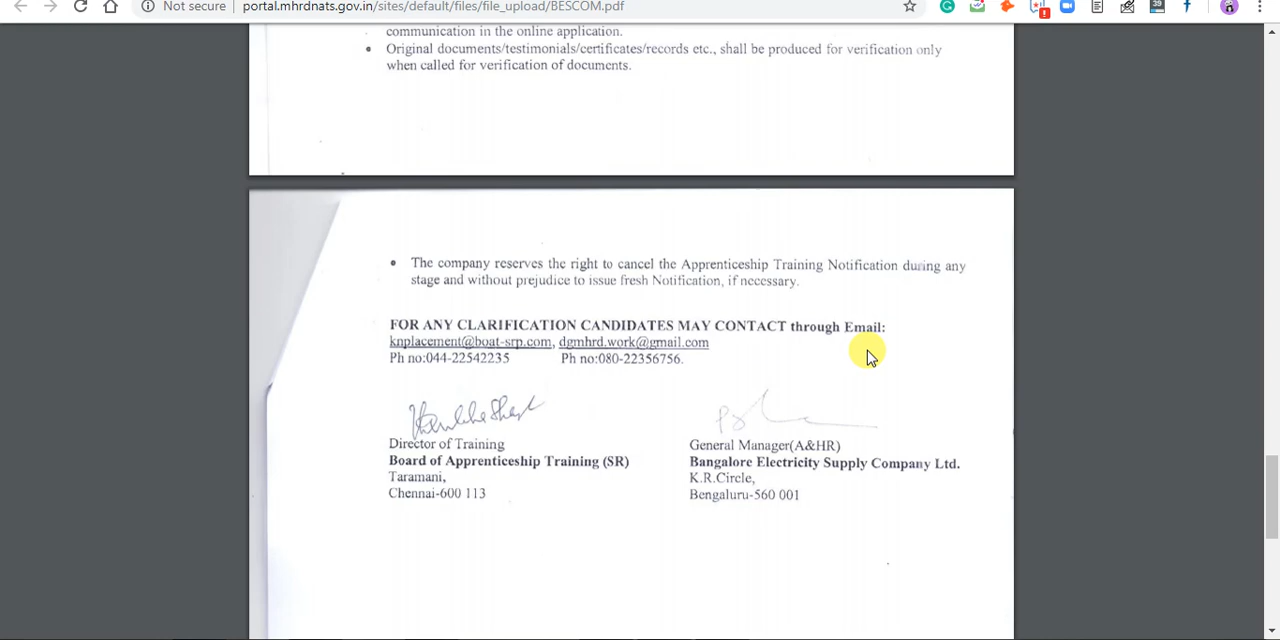 Not secure | portal.mhrdnats.gov.in/sites/default/files/file_upload/BESCOM.pdf
39
communication in the online application.
• Original documents/testimonials/certificates/records etc., shall be produced for verification only
when called for verification of documents.
• The company reserves the right to cancel the Apprenticeship Training Notification during any
stage and without prejudice to issue fresh Notification, if necessary.
FOR ANY CLARIFICATION CANDIDATES MAY CONTACT through Email:
knplacement@boat-srp.com, dgmhrd.work@gmail.com
Ph no:044-22542235 Ph no:080-22356756.
Director of Training
Board of Apprenticeship Training (SR)
Taramani,
Chennai-600 113
General Manager(A&HR)
Bangalore Electricity Supply Company Ltd.
K.R.Circle,
Bengaluru-560 001